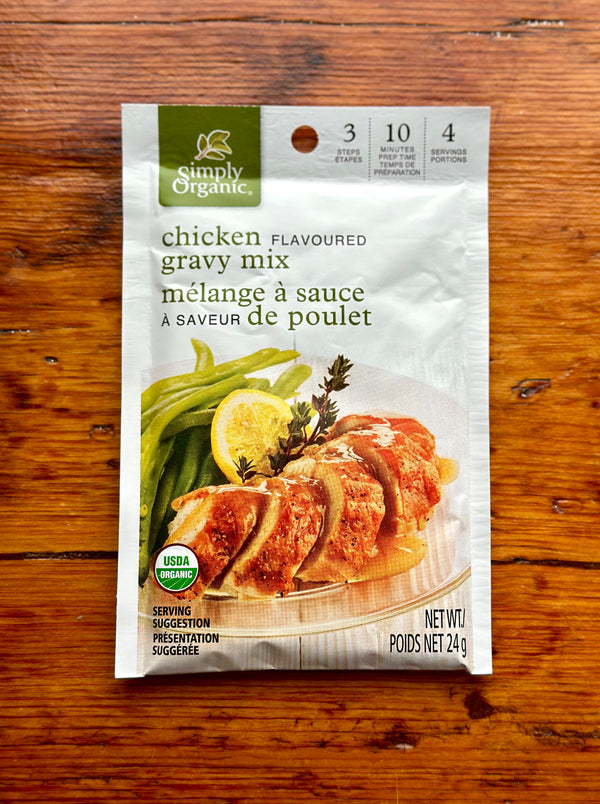 Simply
Organic®
3
STEPS
ÉTAPES
10
MINUTES
PREP TIME
TEMPS DE
PRÉPARATION
4
SERVINGS
PORTIONS
chicken FLAVOURED
gravy mix
mélange à sauce
À SAVEUR de poulet
USDA
ORGANIC
SERVING
SUGGESTION
PRÉSENTATION
SUGGÉRÉE
NET WT./
POIDS NET 24 g